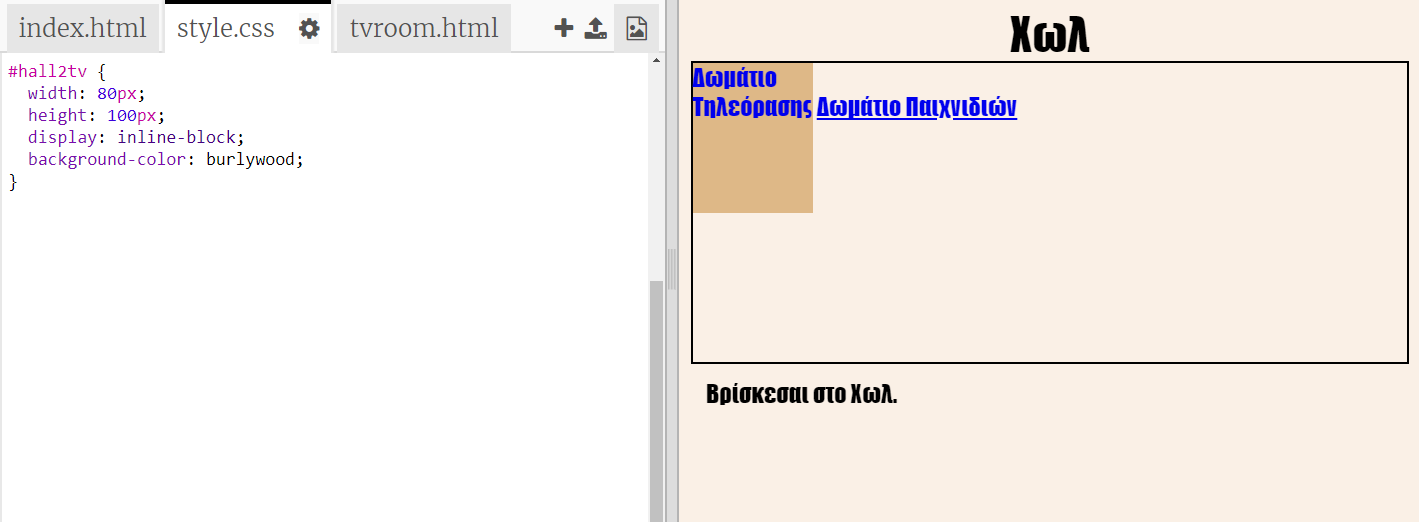 index.html style.css tvroom.html
#hall2tv {
width: 80px;
height: 100px;
display: inline-block;
background-color: burlywood;
}
Χωλ
Δωμάτιο
Τηλεόρασης Δωμάτιο Παιχνιδιών
Βρίσκεσαι στο Χωλ.